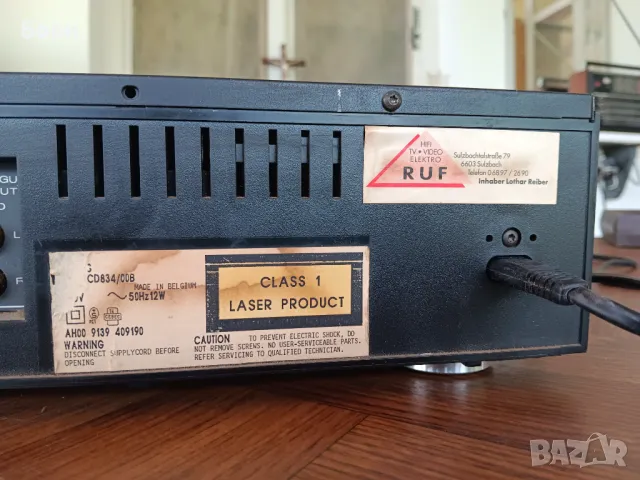 HIFI
TV • VIDEO
ELEKTRO
RUF
Sulzbachtalstraße 79
6603 Sulzbach
Telefon 06897 / 2690
Inhaber Lothar Reiber
GU
UT
L
R
CD834/00B
MADE IN BELGIUM
V ~ 50Hz 12W
CLASS 1
LASER PRODUCT
AH00 9139 409190
WARNING
DISCONNECT SUPPLYCORD BEFORE
OPENING
CAUTION TO PREVENT ELECTRIC SHOCK, DO
NOT REMOVE SCREWS. NO USER-SERVICEABLE PARTS.
REFER SERVICING TO QUALIFIED TECHNICIAN.
BAZAR